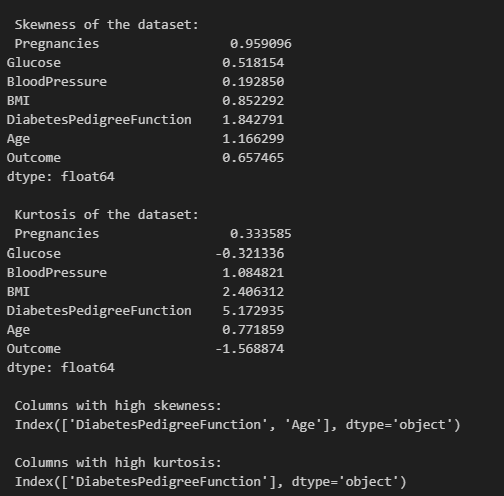 Skewness of the dataset:
Pregnancies 0.959096
Glucose 0.518154
BloodPressure 0.192850
BMI 0.852292
DiabetesPedigreeFunction 1.842791
Age 1.166299
Outcome 0.657465
dtype: float64
Kurtosis of the dataset:
Pregnancies 0.333585
Glucose -0.321336
BloodPressure 1.084821
BMI 2.406312
DiabetesPedigreeFunction 5.172935
Age 0.771859
Outcome -1.568874
dtype: float64
Columns with high skewness:
Index(['DiabetesPedigreeFunction', 'Age'], dtype='object')
Columns with high kurtosis:
Index(['DiabetesPedigreeFunction'], dtype='object')